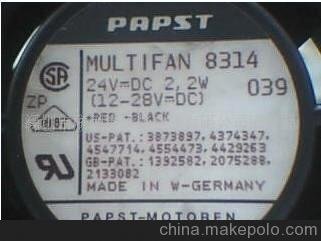 PAPST
MULTIFAN 8314
24V=DC 2,2W
(12-28V=DC)
039
ZP
+RED -BLACK
US-PAT.: 3873897, 4374347,
4547714, 4554473, 4429263
GB-PAT.: 1392582, 2075288,
2133082
MADE IN W-GERMANY
PAPST-MOTOREN
china.makepolo.com